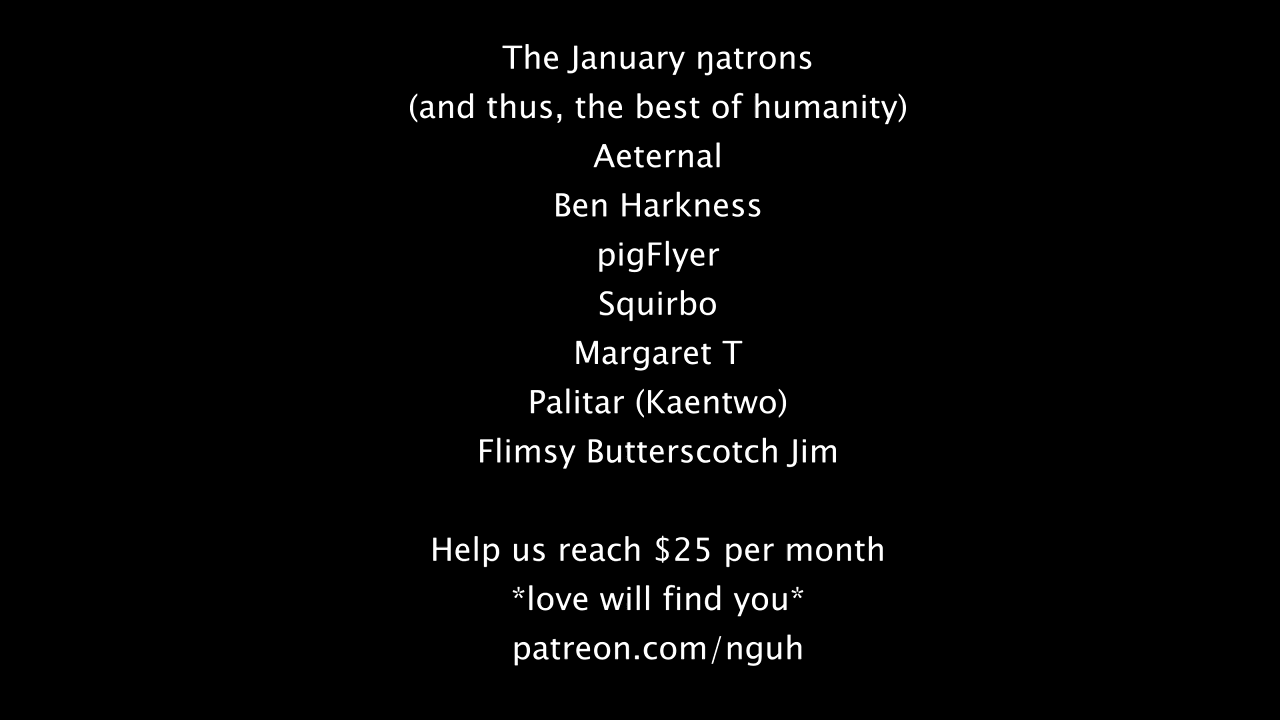 The January ŋatrons
(and thus, the best of humanity)
Aeternal
Ben Harkness
pigFlyer
Squirbo
Margaret T
Palitar (Kaentwo)
Flimsy Butterscotch Jim
Help us reach $25 per month
*love will find you*
patreon.com/nguh